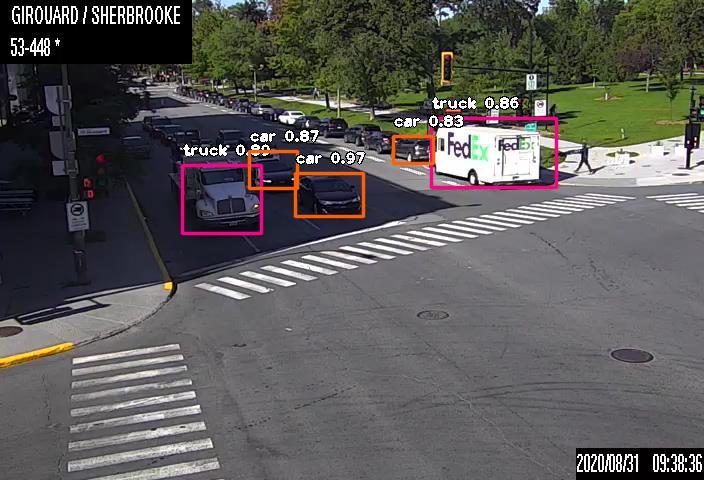 GIROUARD / SHERBROOKE
53-448 *
truck 0.86
car 0.83
car 0.87
truck 0.89
car 0.97
FedEx
FedEx
2020/08/31 09:38:36